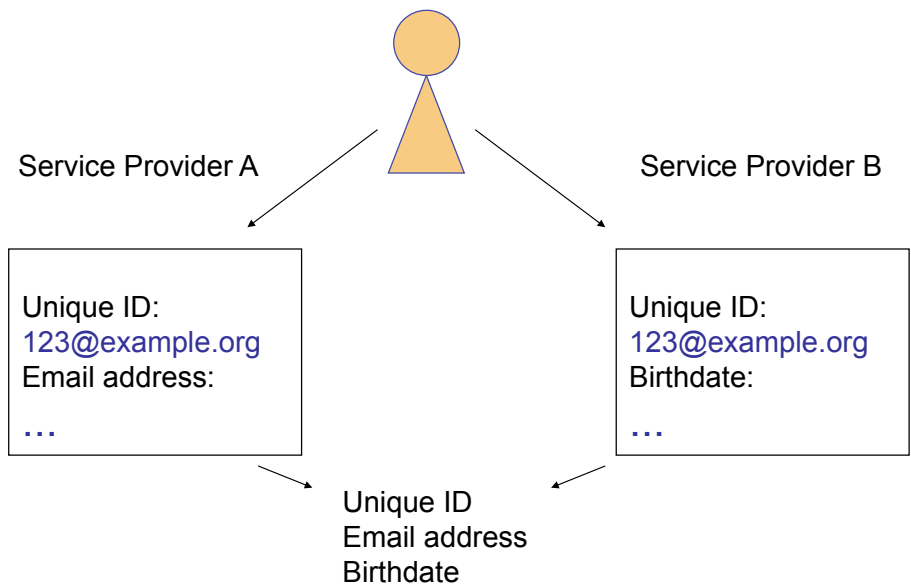 Service Provider A
Service Provider B
Unique ID:
123@example.org
Email address:
...
Unique ID:
123@example.org
Birthdate:
...
Unique ID
Email address
Birthdate